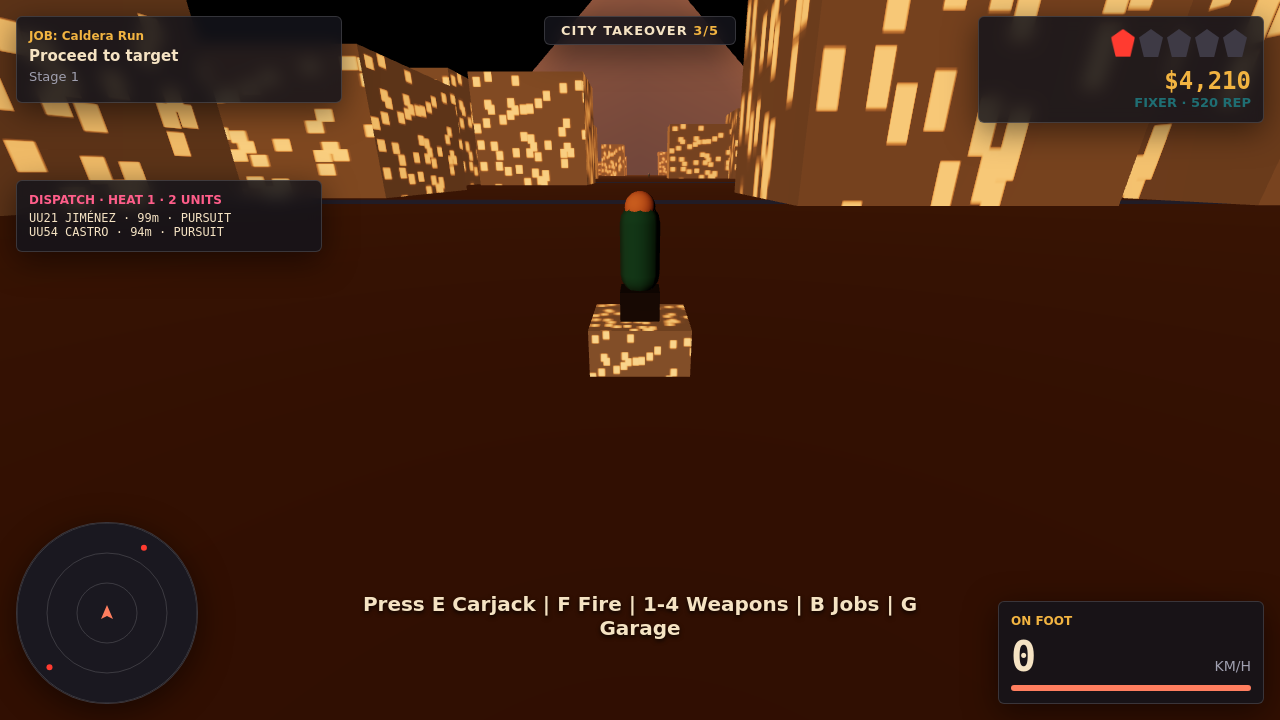 JOB: Caldera Run
Proceed to target
Stage 1
CITY TAKEOVER 3/5
$4,210
FIXER · 520 REP
DISPATCH · HEAT 1 · 2 UNITS
UU21 JIMÉNEZ · 99m · PURSUIT
UU54 CASTRO · 94m · PURSUIT
Press E Carjack | F Fire | 1-4 Weapons | B Jobs | G
Garage
ON FOOT
0 KM/H